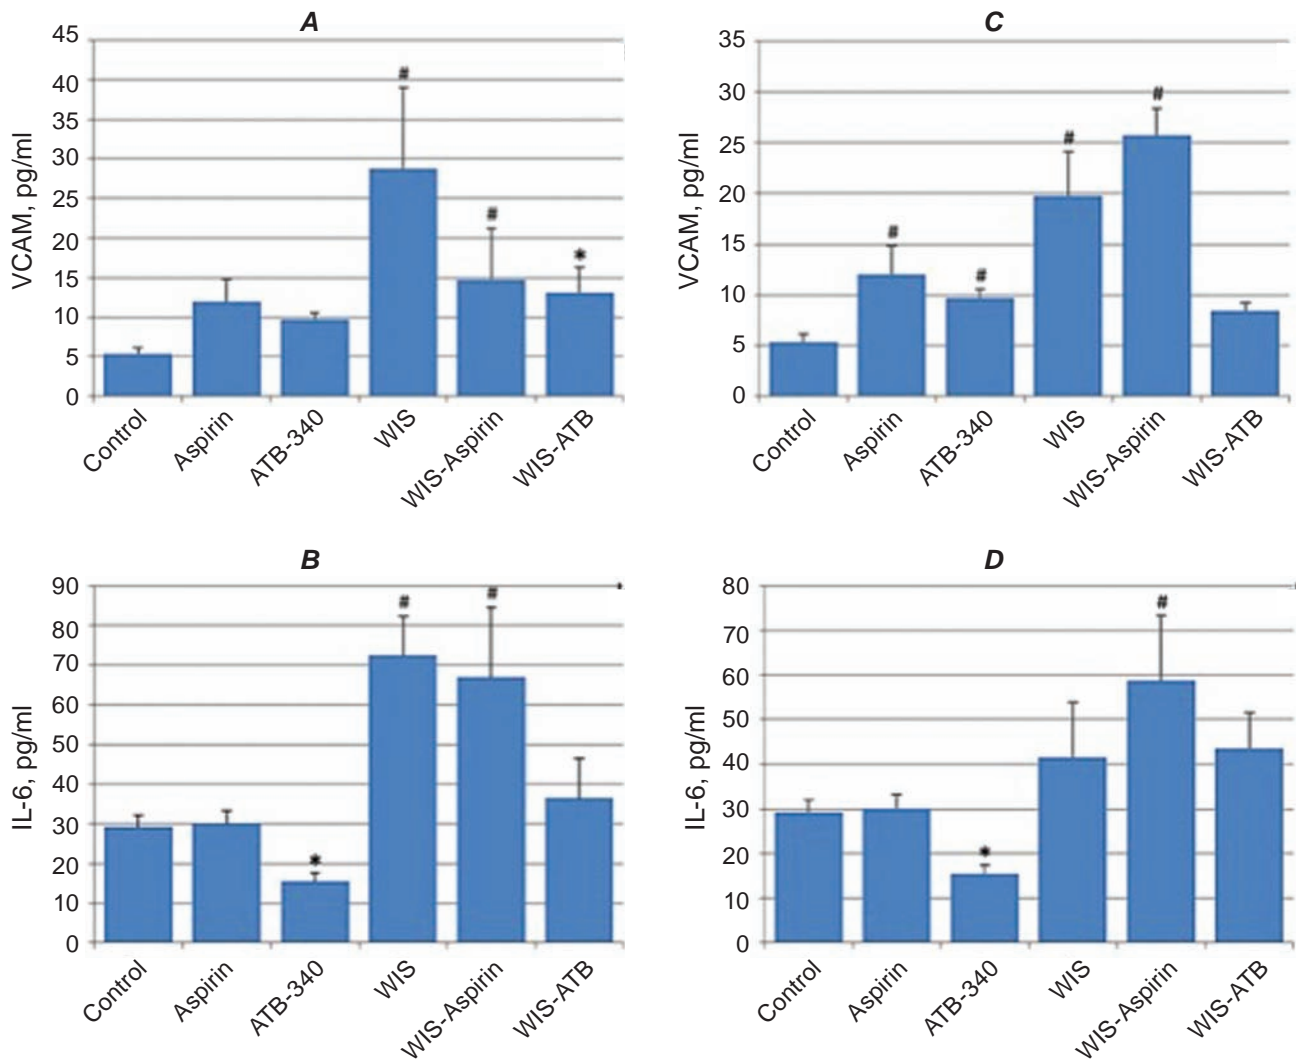 A
VCAM, pg/ml
45
40
35
30
25
20
15
10
5
0
#
#
*
Control
Aspirin
ATB-340
WIS
WIS-Aspirin
WIS-ATB
C
VCAM, pg/ml
35
30
25
20
15
10
5
0
#
#
#
#
Control
Aspirin
ATB-340
WIS
WIS-Aspirin
WIS-ATB
B
IL-6, pg/ml
90
80
70
60
50
40
30
20
10
0
*
#
#
Control
Aspirin
ATB-340
WIS
WIS-Aspirin
WIS-ATB
D
IL-6, pg/ml
80
70
60
50
40
30
20
10
0
*
#
Control
Aspirin
ATB-340
WIS
WIS-Aspirin
WIS-ATB